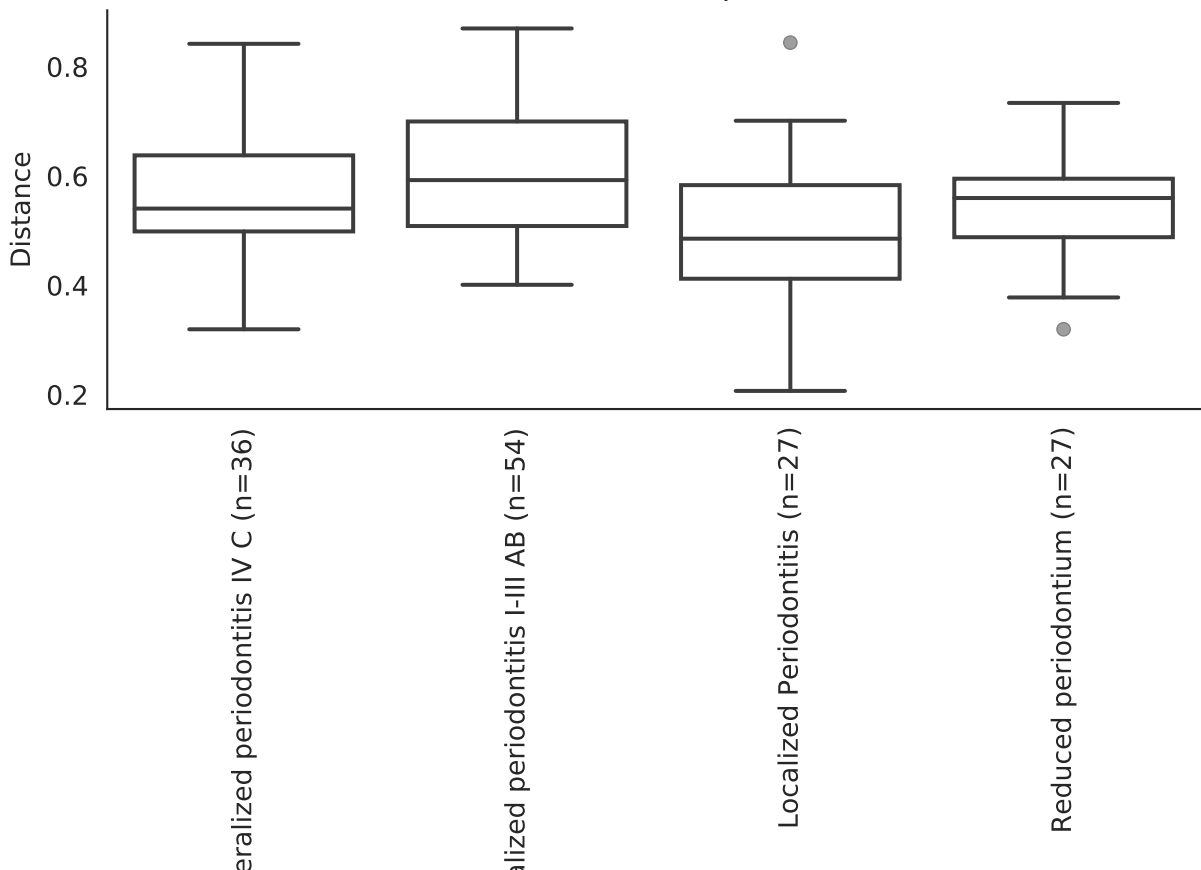 Distance
0.8
0.6
0.4
0.2
eralized periodontitis IV C (n=36)
alized periodontitis I-III AB (n=54)
Localized Periodontitis (n=27)
Reduced periodontium (n=27)